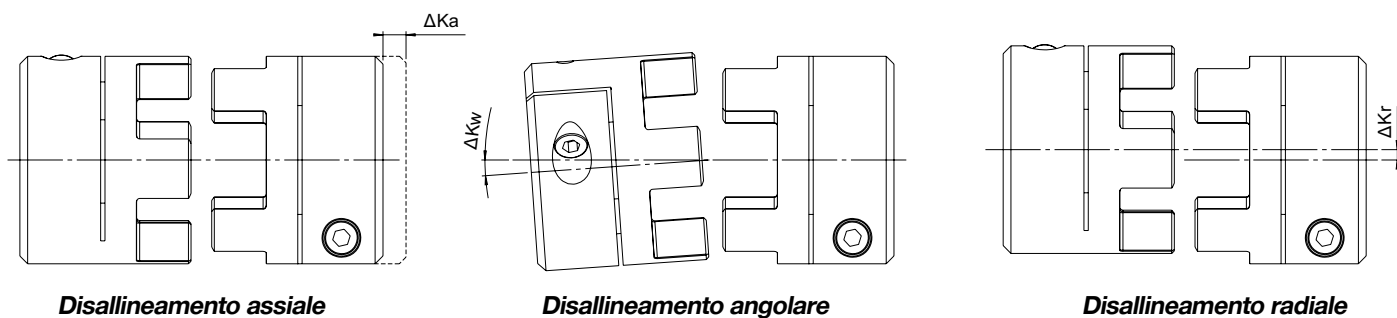 ΔKa
ΔKw
ΔKr
Disallineamento assiale
Disallineamento angolare
Disallineamento radiale